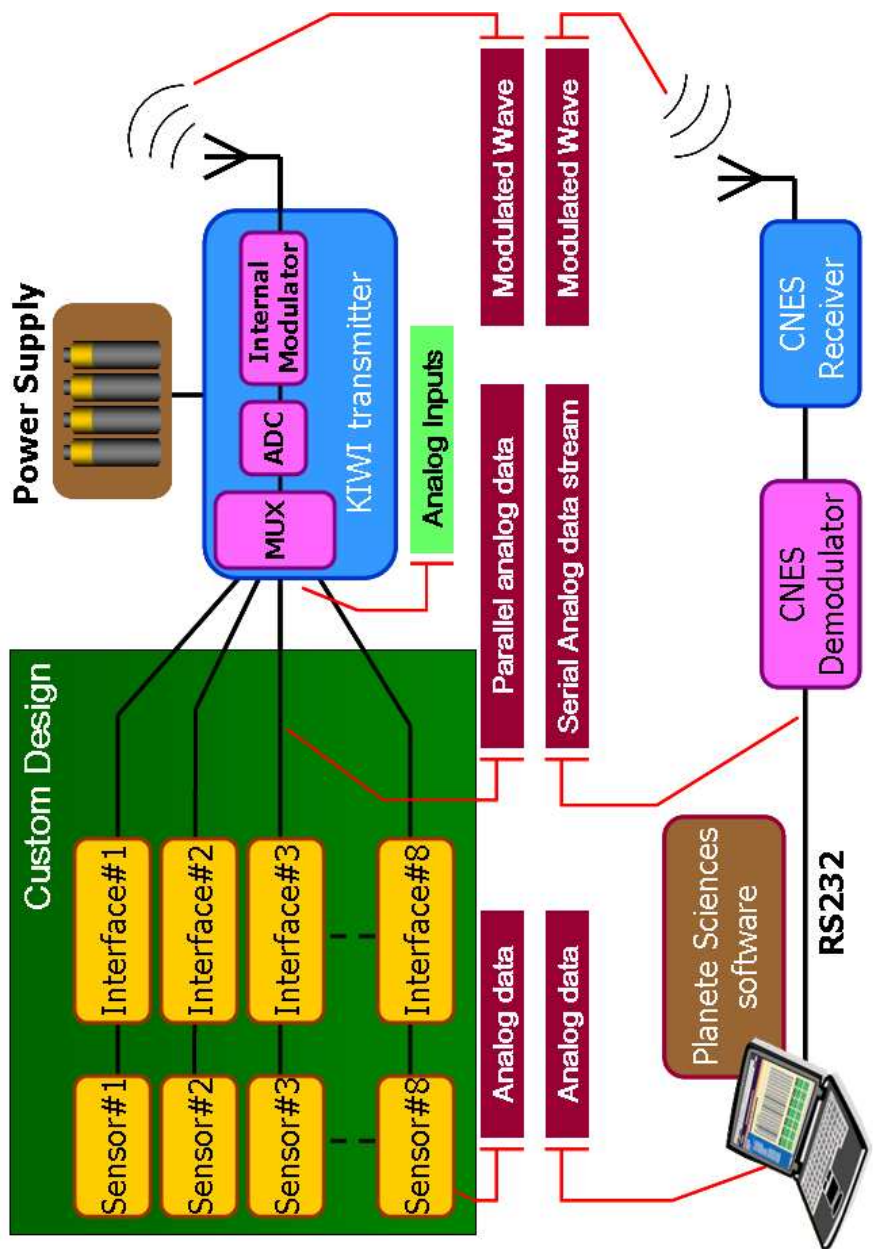 Power Supply
Custom Design
Sensor#1
Interface#1
Sensor#2
Interface#2
Sensor#3
Interface#3
Sensor#8
Interface#8
MUX
ADC
Internal
Modulator
KIWI transmitter
Analog Inputs
Analog data
Parallel analog data
Modulated Wave
Analog data
Serial Analog data stream
Modulated Wave
Planete Sciences
software
RS232
CNES
Demodulator
CNES
Receiver